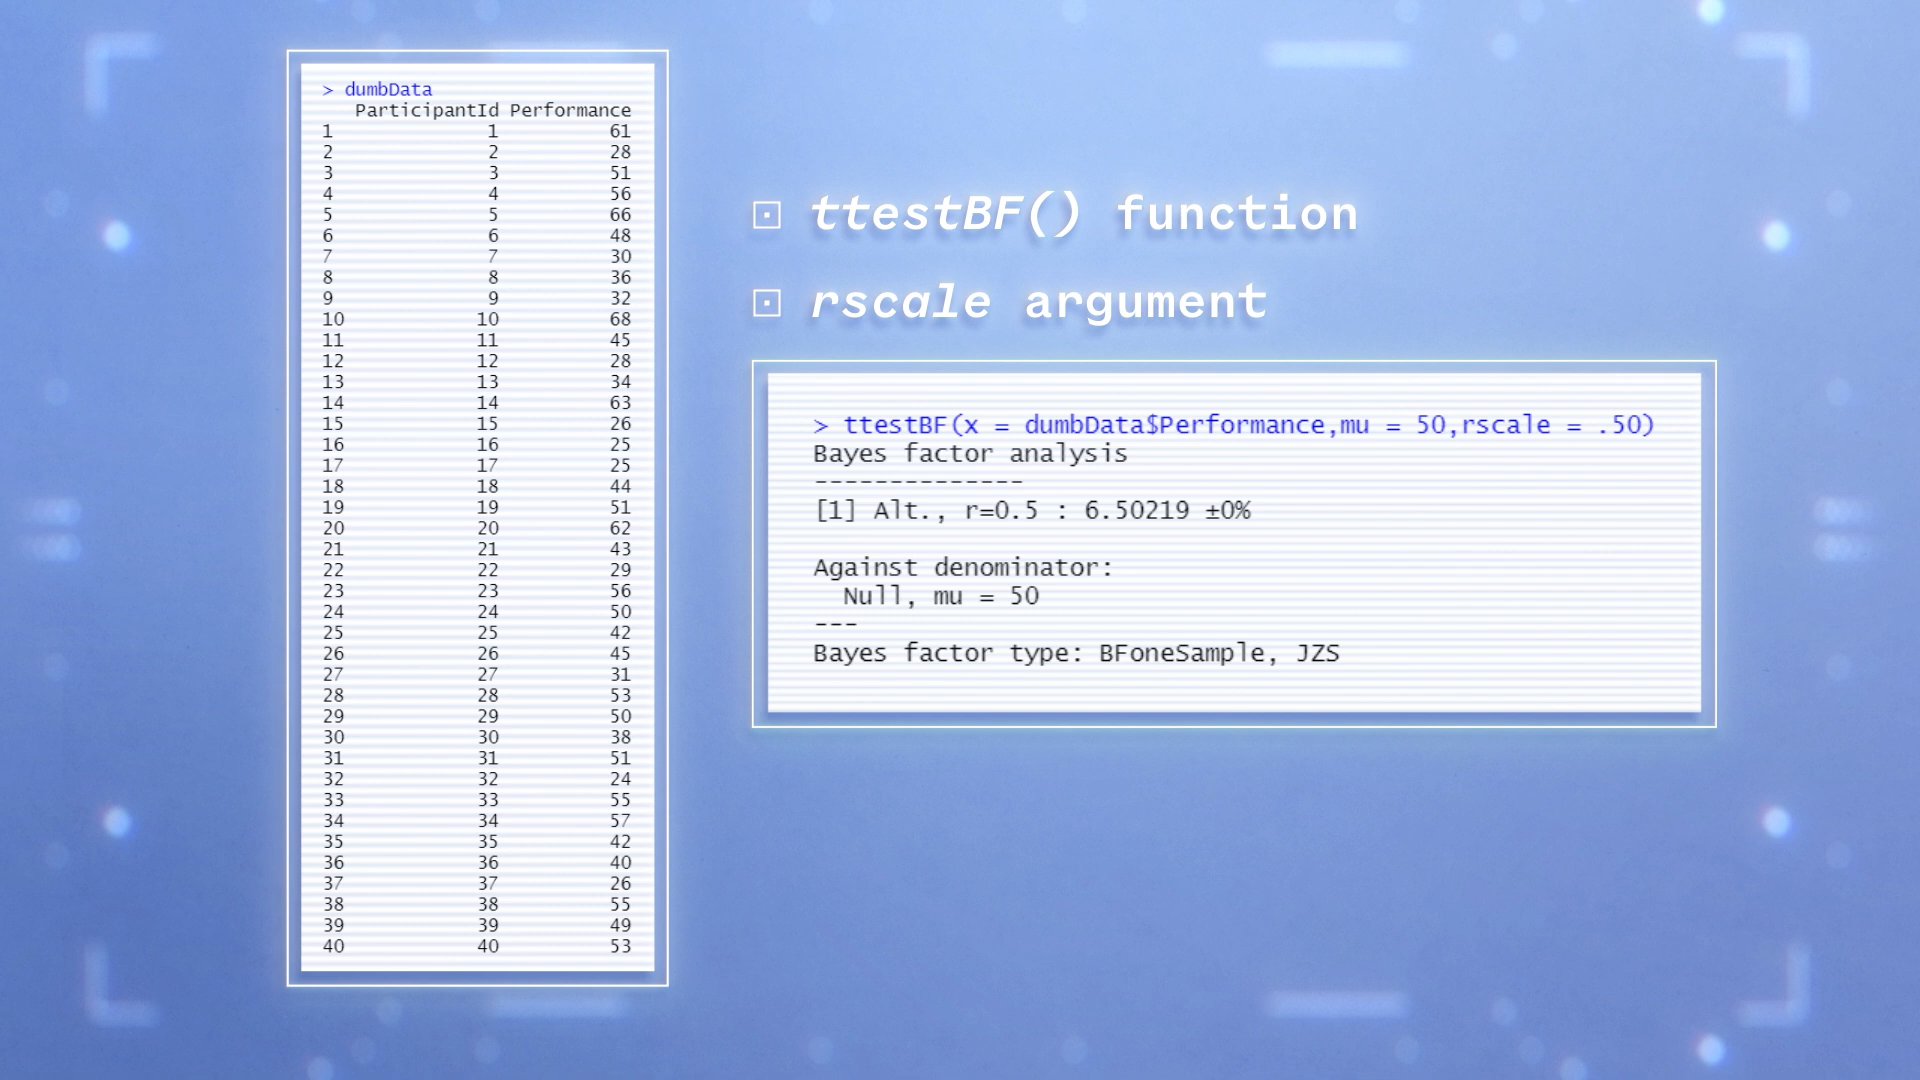 > dumbData
ParticipantId Performance
1 1 61
2 2 28
3 3 51
4 4 56
5 5 66
6 6 48
7 7 30
8 8 36
9 9 32
10 10 68
11 11 45
12 12 28
13 13 34
14 14 63
15 15 26
16 16 25
17 17 25
18 18 44
19 19 51
20 20 62
21 21 43
22 22 29
23 23 56
24 24 50
25 25 42
26 26 45
27 27 31
28 28 53
29 29 50
30 30 38
31 31 51
32 32 24
33 33 55
34 34 57
35 35 42
36 36 40
37 37 26
38 38 55
39 39 49
40 40 53
ttestBF() function
rscale argument
> ttestBF(x = dumbData$Performance,mu = 50,rscale = .50)
Bayes factor analysis
--------------
[1] Alt., r=0.5 : 6.50219 ±0%
Against denominator:
Null, mu = 50
---
Bayes factor type: BFoneSample, JZS